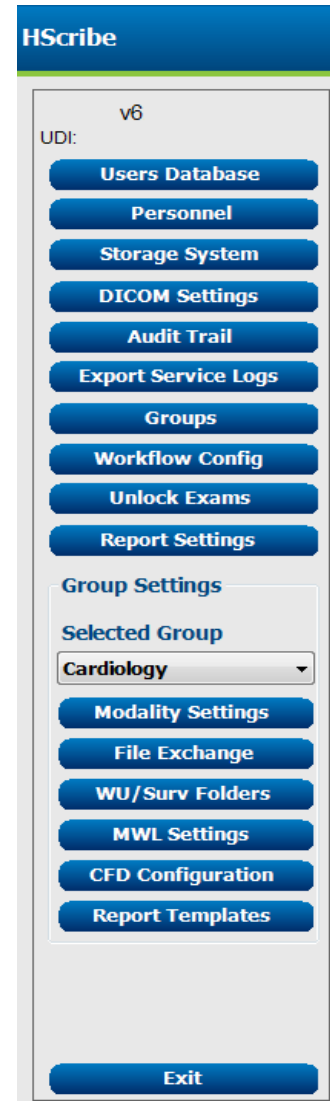 HScribe
v6
UDI:
Users Database
Personnel
Storage System
DICOM Settings
Audit Trail
Export Service Logs
Groups
Workflow Config
Unlock Exams
Report Settings
Group Settings
Selected Group
Cardiology
Modality Settings
File Exchange
WU/Surv Folders
MWL Settings
CFD Configuration
Report Templates
Exit